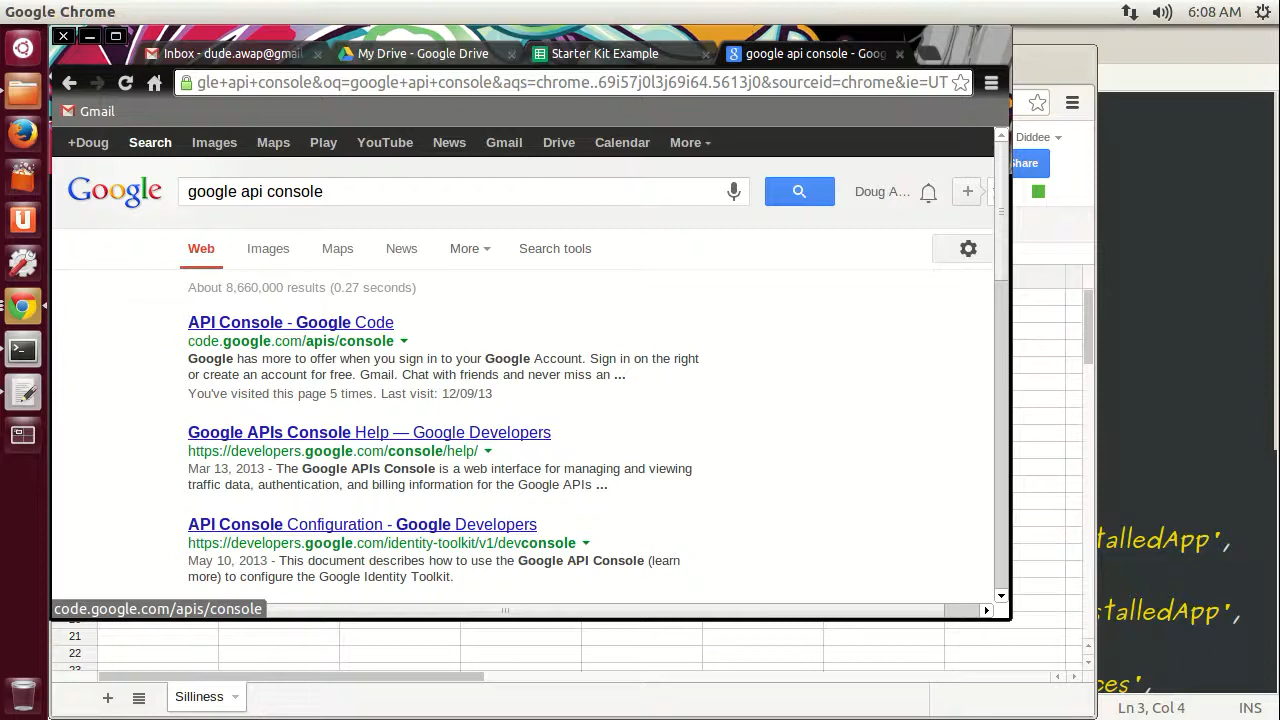 Google Chrome
6:08 AM
Inbox - dude.awap@gmail
My Drive - Google Drive
Starter Kit Example
google api console - Goog
gle+api+console&oq=google+api+console&aqs=chrome..69i57j0l3j69i64.5613j0&sourceid=chrome&ie=UT
Gmail
+Doug Search Images Maps Play YouTube News Gmail Drive Calendar More
Diddee
Share
Google
google api console
Doug A...
Web Images Maps News More Search tools
About 8,660,000 results (0.27 seconds)
API Console - Google Code
code.google.com/apis/console
Google has more to offer when you sign in to your Google Account. Sign in on the right
or create an account for free. Gmail. Chat with friends and never miss an ...
You've visited this page 5 times. Last visit: 12/09/13
Google APIs Console Help — Google Developers
https://developers.google.com/console/help/
Mar 13, 2013 - The Google APIs Console is a web interface for managing and viewing
traffic data, authentication, and billing information for the Google APIs ...
API Console Configuration - Google Developers
https://developers.google.com/identity-toolkit/v1/devconsole
May 10, 2013 - This document describes how to use the Google API Console (learn
more) to configure the Google Identity Toolkit.
code.google.com/apis/console
talledApp',
stalledApp',
ces',
21
22
23
Silliness
Ln 3, Col 4
INS